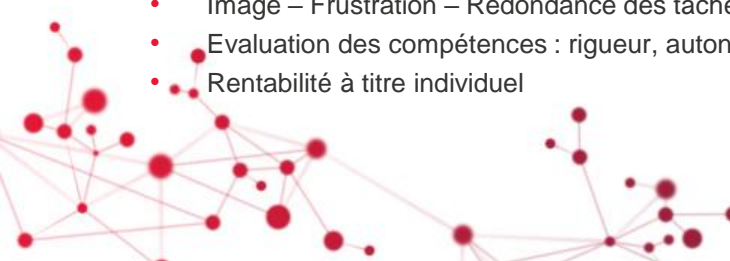 • Image – Frustration – Redondance des tâche
• Evaluation des compétences : rigueur, auton
• Rentabilité à titre individuel